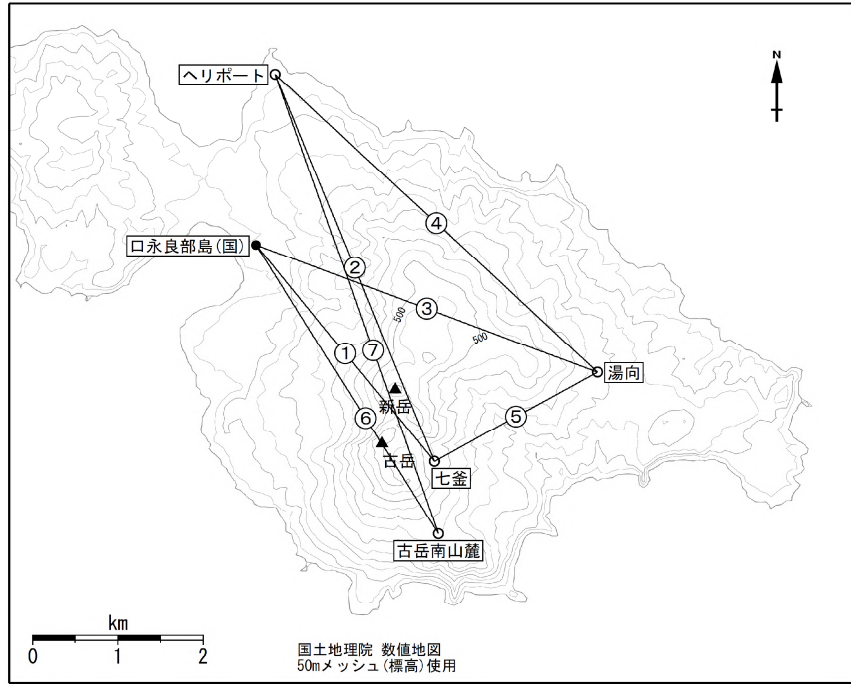 ヘリポート
④
口永良部島(国)
②
③
500
500
①
⑦
湯向
新岳
⑥
⑤
古岳
七釜
古岳南山麓
km
0 1 2
国土地理院 数値地図
50mメッシュ(標高)使用